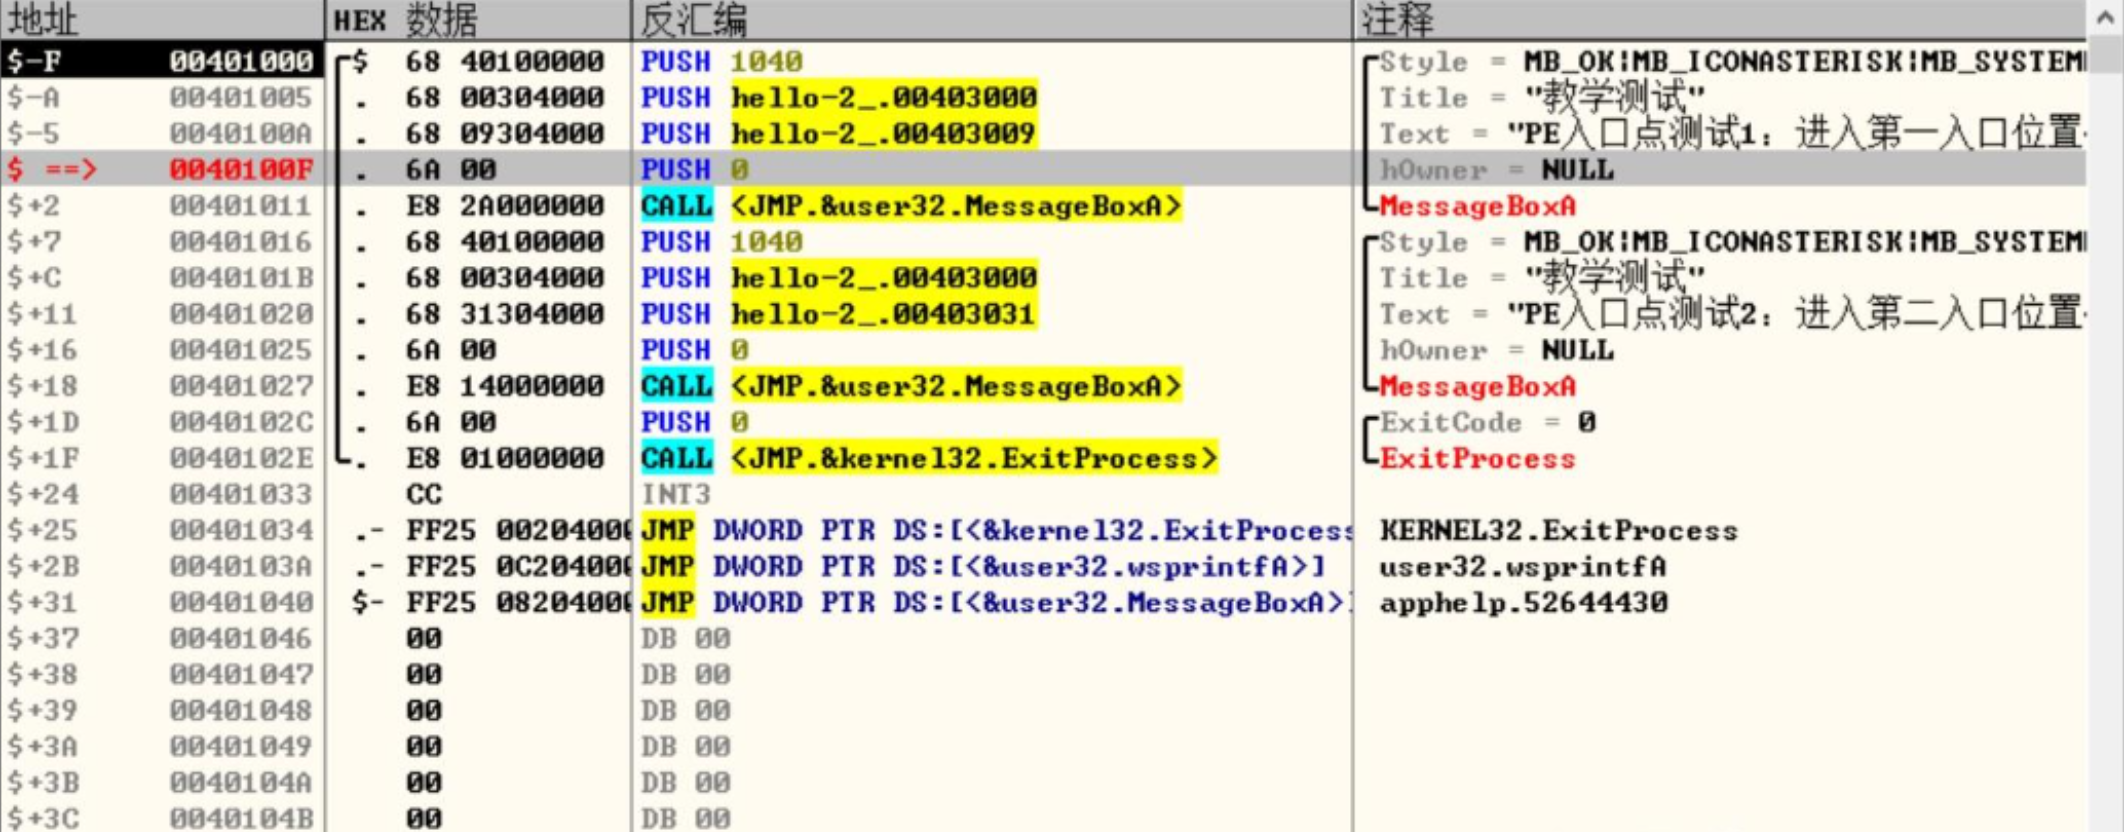 地址 HEX 数据 反汇编 注释
$-F 00401000 $ 68 40100000 PUSH 1040 Style = MB_OK|MB_ICONASTERISK|MB_SYSTEM
$-A 00401005 . 68 00304000 PUSH hello-2_.00403000 Title = "教学测试"
$-5 0040100A . 68 09304000 PUSH hello-2_.00403009 Text = "PE入口点测试1：进入第一入口位置
$ ==> 0040100F . 6A 00 PUSH 0 hOwner = NULL
$+2 00401011 . E8 2A000000 CALL <JMP.&user32.MessageBoxA> MessageBoxA
$+7 00401016 . 68 40100000 PUSH 1040 Style = MB_OK|MB_ICONASTERISK|MB_SYSTEM
$+C 0040101B . 68 00304000 PUSH hello-2_.00403000 Title = "教学测试"
$+11 00401020 . 68 31304000 PUSH hello-2_.00403031 Text = "PE入口点测试2：进入第二入口位置
$+16 00401025 . 6A 00 PUSH 0 hOwner = NULL
$+18 00401027 . E8 14000000 CALL <JMP.&user32.MessageBoxA> MessageBoxA
$+1D 0040102C . 6A 00 PUSH 0 ExitCode = 0
$+1F 0040102E . E8 01000000 CALL <JMP.&kernel32.ExitProcess> ExitProcess
$+24 00401033 CC INT3
$+25 00401034 .- FF25 00204000 JMP DWORD PTR DS:[<&kernel32.ExitProcess KERNEL32.ExitProcess
$+2B 0040103A .- FF25 0C204000 JMP DWORD PTR DS:[<&user32.wsprintfA>] user32.wsprintfA
$+31 00401040 $- FF25 08204000 JMP DWORD PTR DS:[<&user32.MessageBoxA>] apphelp.52644430
$+37 00401046 00 DB 00
$+38 00401047 00 DB 00
$+39 00401048 00 DB 00
$+3A 00401049 00 DB 00
$+3B 0040104A 00 DB 00
$+3C 0040104B 00 DB 00